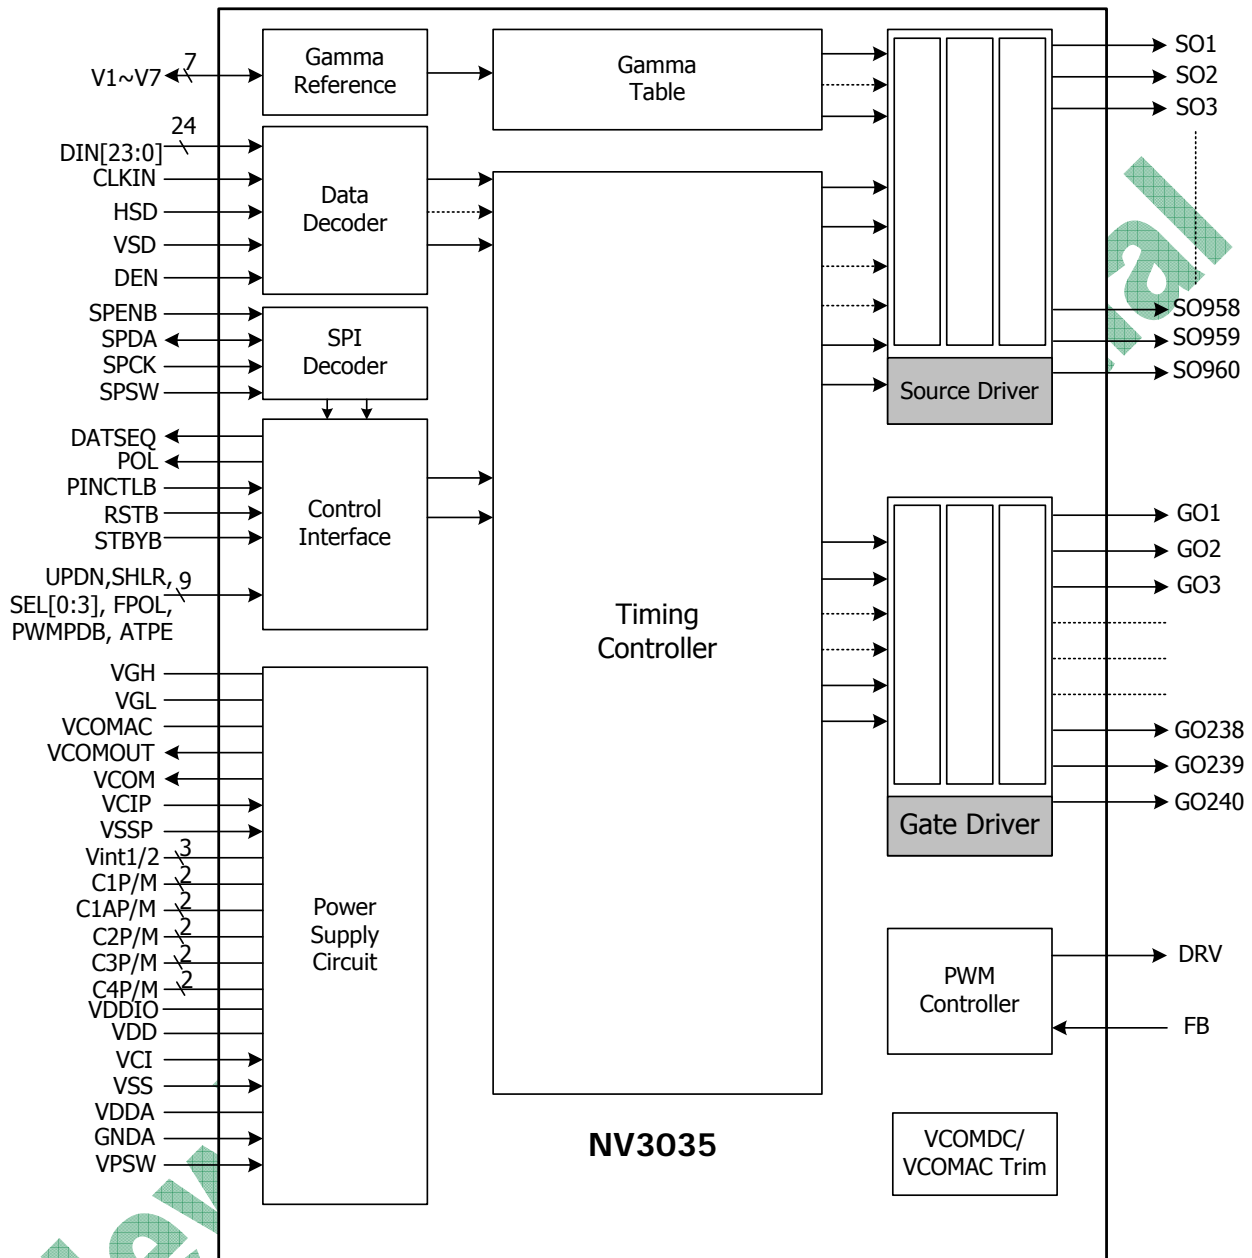 V1~V7
7
Gamma
Reference
Gamma
Table
SO1
SO2
SO3
24
DIN[23:0]
CLKIN
HSD
VSD
DEN
Data
Decoder
SPENB
SPDA
SPCK
SPSW
SPI
Decoder
SO958
SO959
SO960
Source Driver
DATSEQ
POL
PINCTLB
RSTB
STBYB
UPDN,SHLR,
SEL[0:3], FPOL,
PWMPDB, ATPE
9
Control
Interface
Timing
Controller
GO1
GO2
GO3
GO238
GO239
GO240
Gate Driver
VGH
VGL
VCOMAC
VCOMOUT
VCOM
VCIP
VSSP
Vint1/2
3
C1P/M
2
C1AP/M
2
C2P/M
2
C3P/M
2
C4P/M
2
VDDIO
VDD
VCI
VSS
VDDA
GNDA
VPSW
Power
Supply
Circuit
PWM
Controller
DRV
FB
NV3035
VCOMDC/
VCOMAC Trim